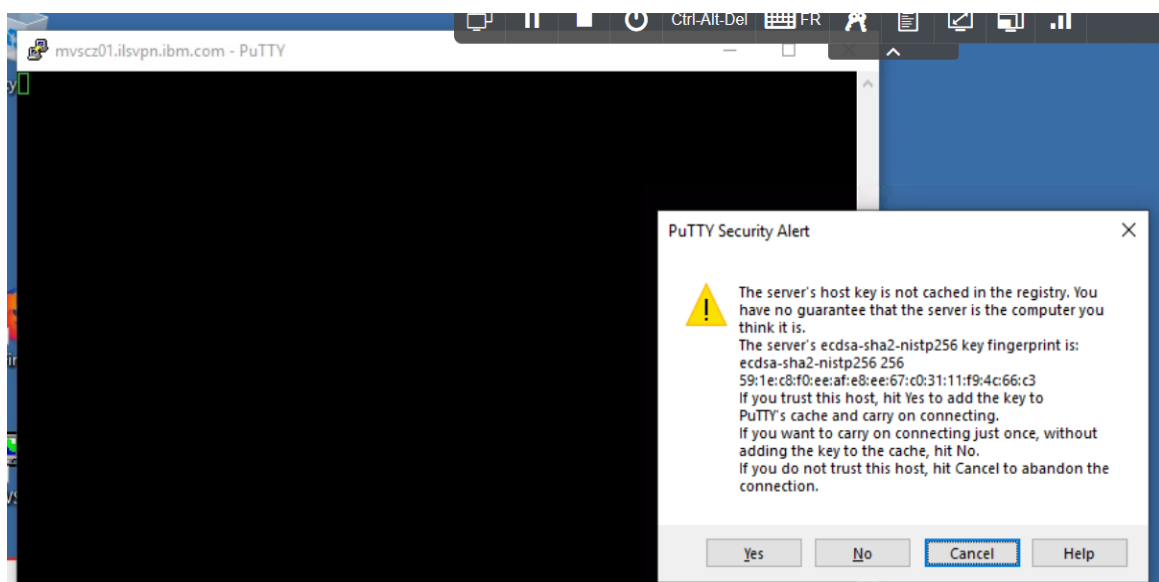 Ctrl-Alt-Del FR
mvscz01.ilsvpn.ibm.com - PuTTY
PuTTY Security Alert
The server's host key is not cached in the registry. You
have no guarantee that the server is the computer you
think it is.
The server's ecdsa-sha2-nistp256 key fingerprint is:
ecdsa-sha2-nistp256 256
59:1e:c8:f0:ee:af:e8:ee:67:c0:31:11:f9:4c:66:c3
If you trust this host, hit Yes to add the key to
PuTTY's cache and carry on connecting.
If you want to carry on connecting just once, without
adding the key to the cache, hit No.
If you do not trust this host, hit Cancel to abandon the
connection.
Yes No Cancel Help